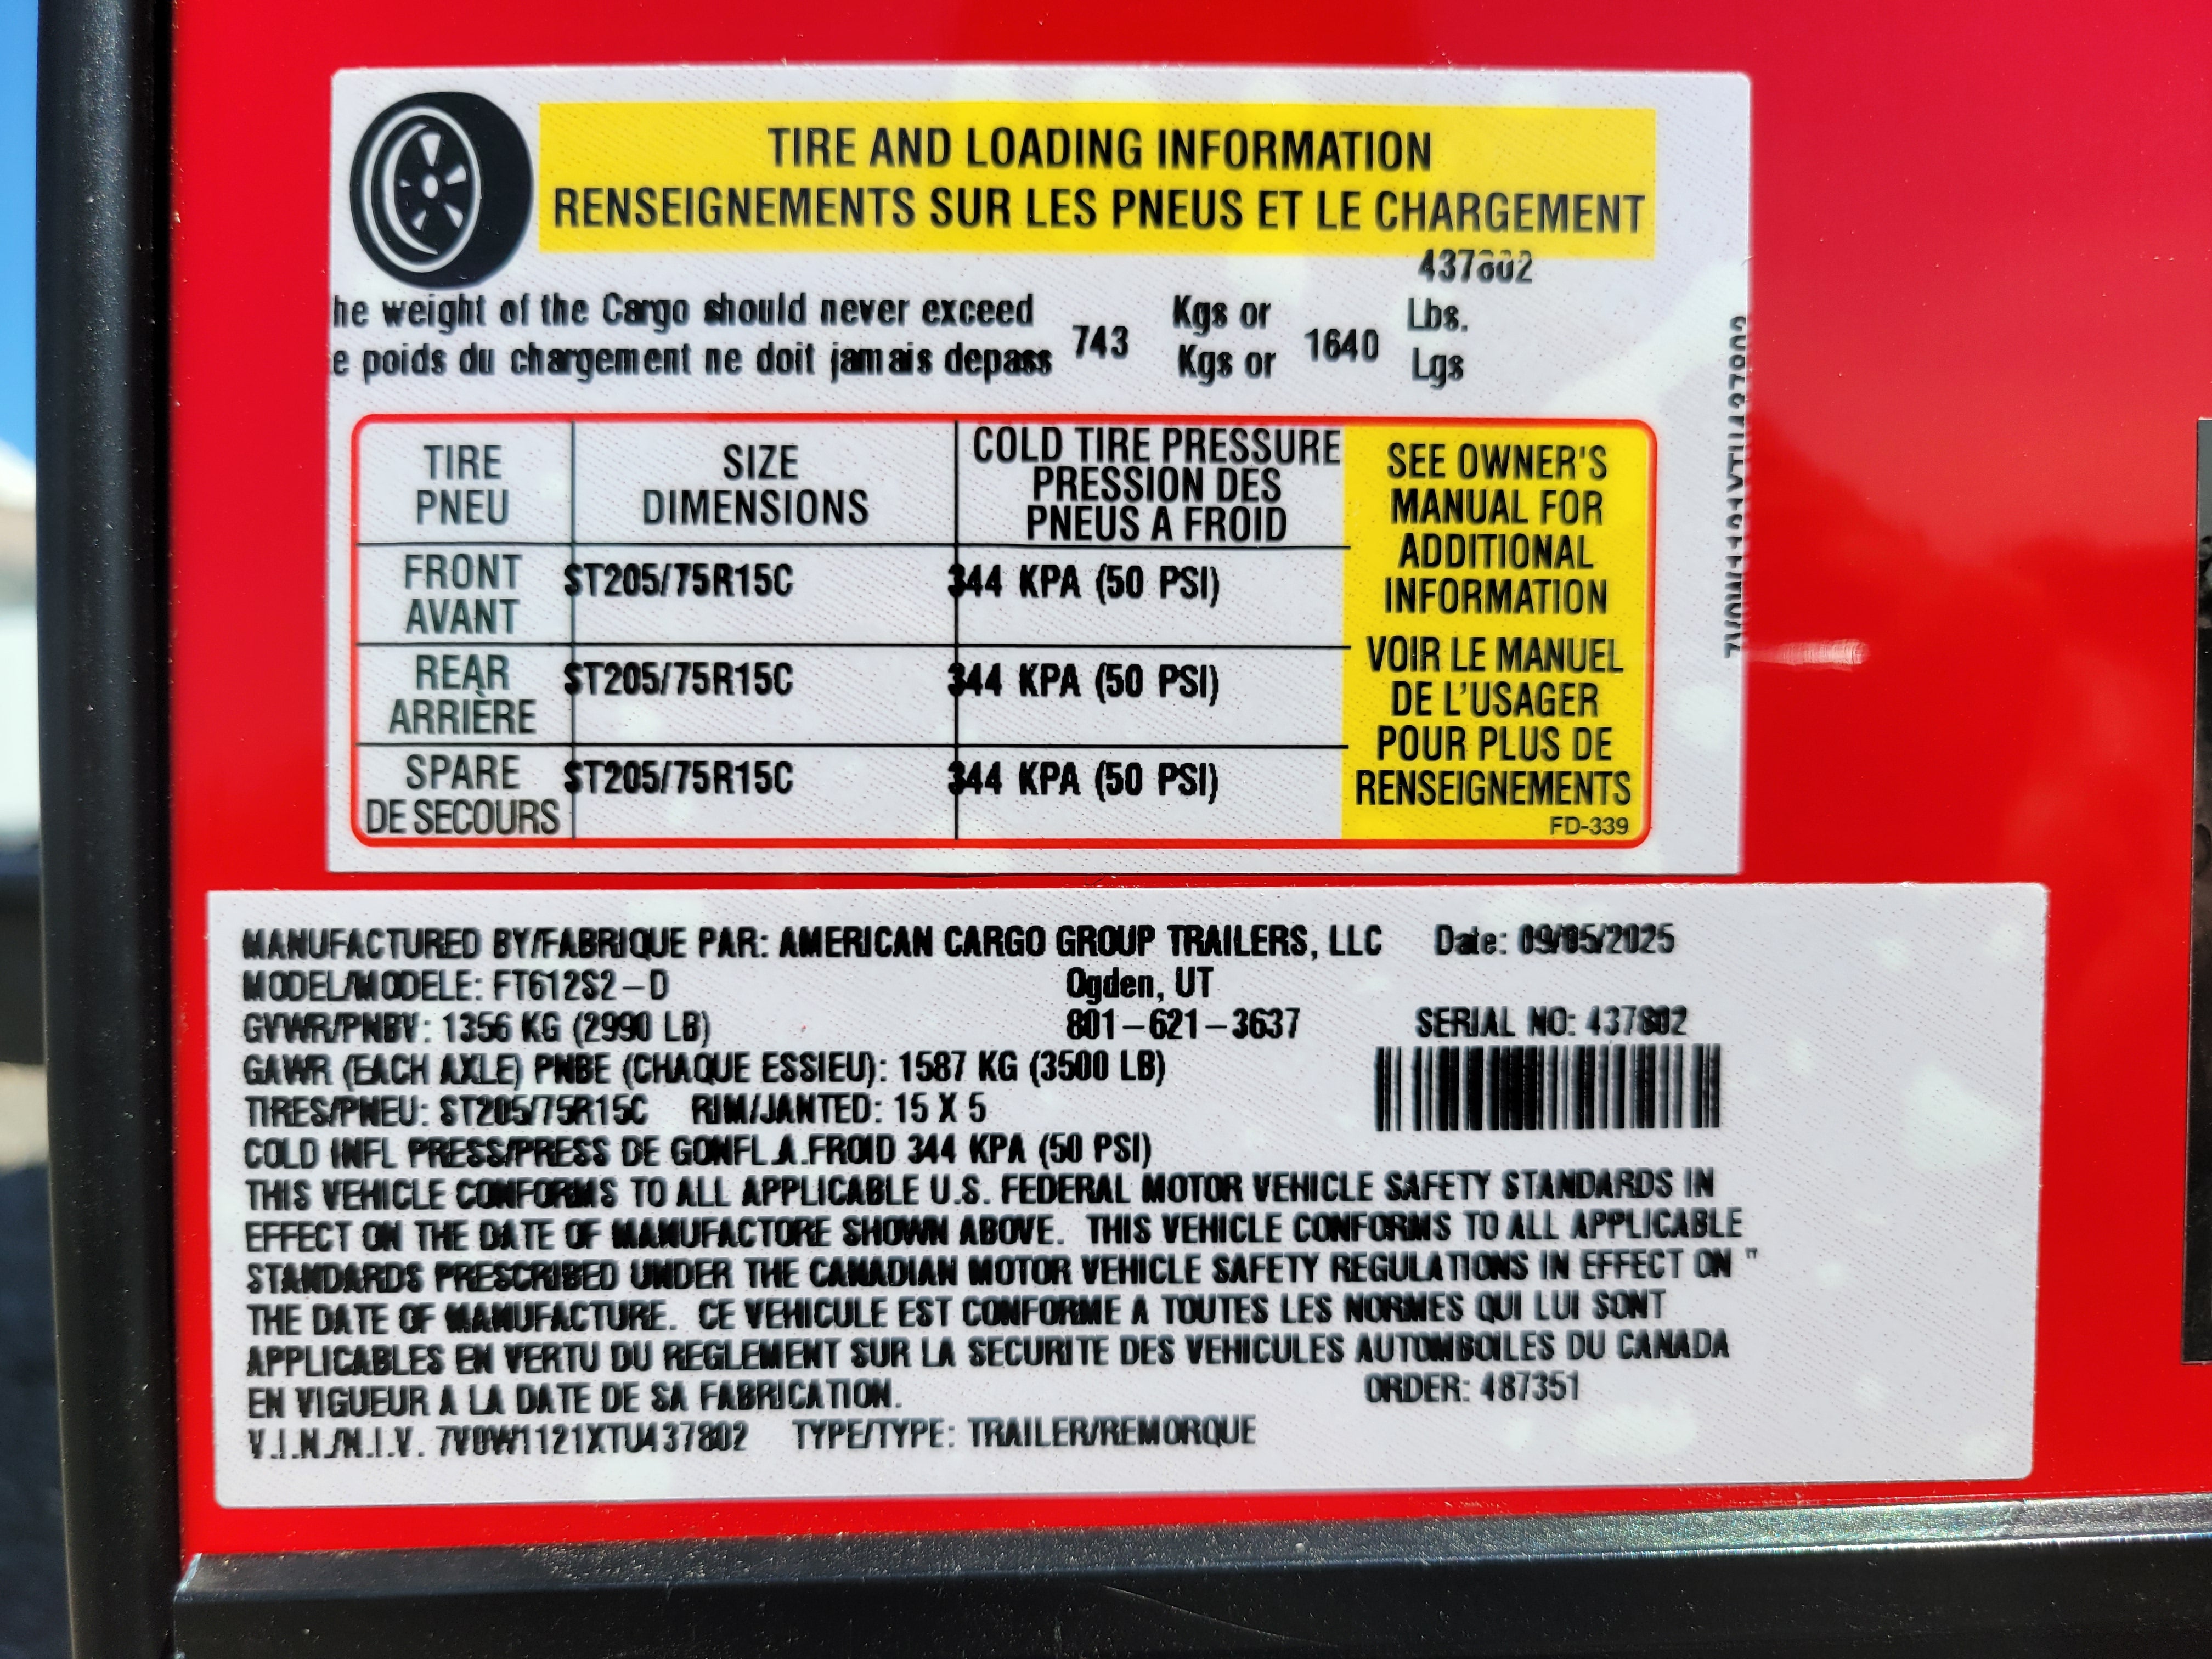 TIRE AND LOADING INFORMATION
RENSEIGNEMENTS SUR LES PNEUS ET LE CHARGEMENT
437802
he weight of the Cargo should never exceed 743 Kgs or 1640 Lbs.
e poids du chargement ne doit jamais depass Kgs or Lgs
TIRE
PNEU
SIZE
DIMENSIONS
COLD TIRE PRESSURE
PRESSION DES
PNEUS A FROID
FRONT
AVANT
ST205/75R15C
344 KPA (50 PSI)
REAR
ARRIÈRE
ST205/75R15C
344 KPA (50 PSI)
SPARE
DE SECOURS
ST205/75R15C
344 KPA (50 PSI)
SEE OWNER'S
MANUAL FOR
ADDITIONAL
INFORMATION
VOIR LE MANUEL
DE L'USAGER
POUR PLUS DE
RENSEIGNEMENTS
FD-339
MANUFACTURED BY/FABRIQUE PAR: AMERICAN CARGO GROUP TRAILERS, LLC Date: 09/05/2025
MODEL/MODELE: FT612S2-D Ogden, UT
GVWR/PNBV: 1356 KG (2990 LB) 801-621-3637 SERIAL NO: 437802
GAWR (EACH AXLE) PNBE (CHAQUE ESSIEU): 1587 KG (3500 LB)
TIRES/PNEU: ST205/75R15C RIM/JANTED: 15 X 5
COLD INFL PRESS/PRESS DE GONFL.A.FROID 344 KPA (50 PSI)
THIS VEHICLE CONFORMS TO ALL APPLICABLE U.S. FEDERAL MOTOR VEHICLE SAFETY STANDARDS IN
EFFECT ON THE DATE OF MANUFACTORE SHOWN ABOVE. THIS VEHICLE CONFORMS TO ALL APPLICABLE
STANDARDS PRESCRIBED UNDER THE CANADIAN MOTOR VEHICLE SAFETY REGULATIONS IN EFFECT ON "
THE DATE OF MANUFACTURE. CE VEHICULE EST CONFORME A TOUTES LES NORMES QUI LUI SONT
APPLICABLES EN VERTU DU REGLEMENT SUR LA SECURITE DES VEHICULES AUTOMBOILES DU CANADA
EN VIGUEUR A LA DATE DE SA FABRICATION. ORDER: 487351
V.I.N./N.I.V. 7V0W1121XTU437802 TYPE/TYPE: TRAILER/REMORQUE